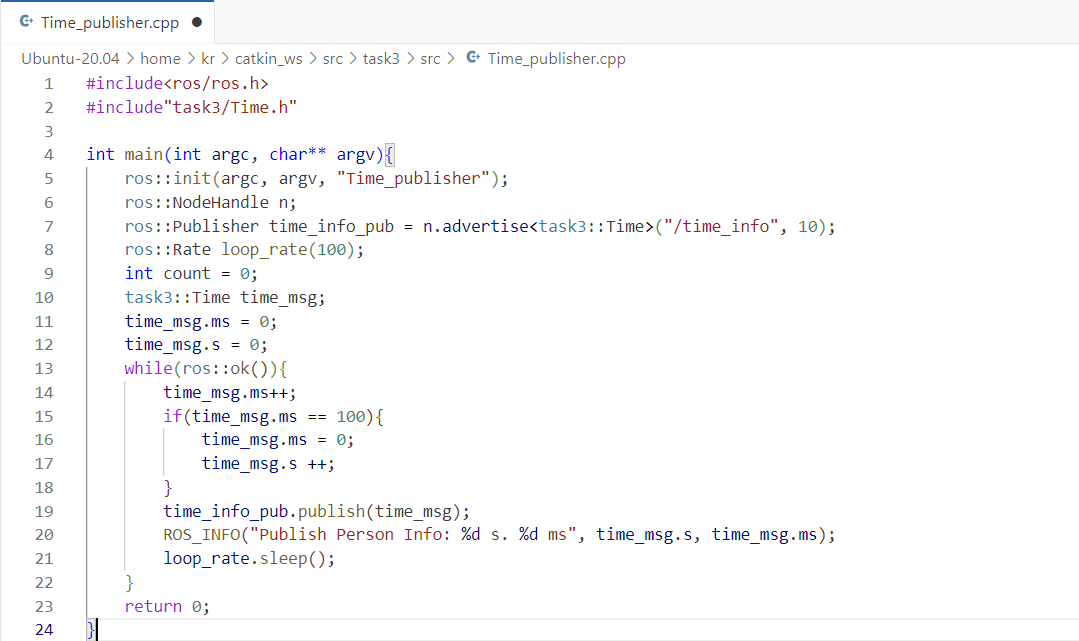 Time_publisher.cpp ●
Ubuntu-20.04 > home > kr > catkin_ws > src > task3 > src > Time_publisher.cpp
1 #include<ros/ros.h>
2 #include"task3/Time.h"
3
4 int main(int argc, char** argv){
5     ros::init(argc, argv, "Time_publisher");
6     ros::NodeHandle n;
7     ros::Publisher time_info_pub = n.advertise<task3::Time>("/time_info", 10);
8     ros::Rate loop_rate(100);
9     int count = 0;
10     task3::Time time_msg;
11     time_msg.ms = 0;
12     time_msg.s = 0;
13     while(ros::ok()){
14         time_msg.ms++;
15         if(time_msg.ms == 100){
16             time_msg.ms = 0;
17             time_msg.s ++;
18         }
19         time_info_pub.publish(time_msg);
20         ROS_INFO("Publish Person Info: %d s. %d ms", time_msg.s, time_msg.ms);
21         loop_rate.sleep();
22     }
23     return 0;
24 }